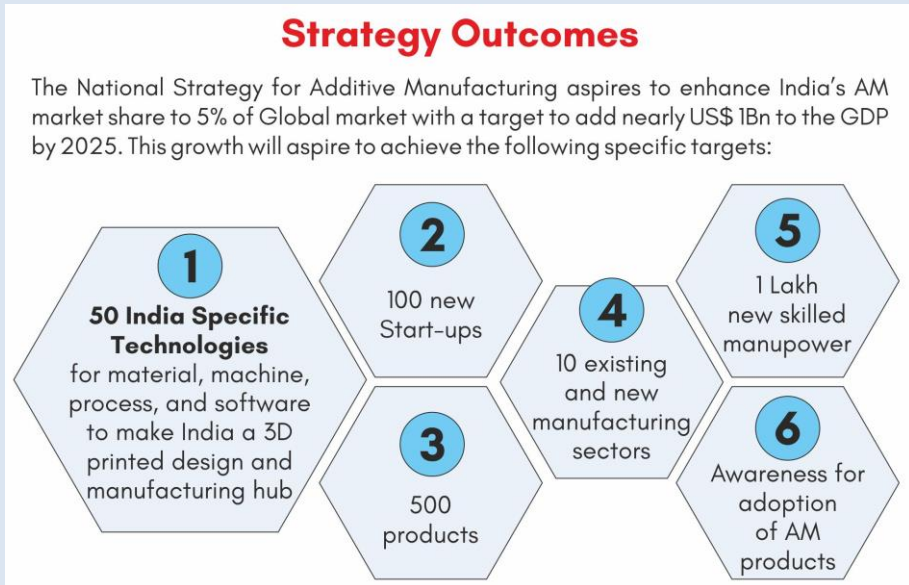 Strategy Outcomes
The National Strategy for Additive Manufacturing aspires to enhance India's AM
market share to 5% of Global market with a target to add nearly US$ 1Bn to the GDP
by 2025. This growth will aspire to achieve the following specific targets:
1
50 India Specific
Technologies
for material, machine,
process, and software
to make India a 3D
printed design and
manufacturing hub
2
100 new
Start-ups
3
500
products
4
10 existing
and new
manufacturing
sectors
5
1 Lakh
new skilled
manupower
6
Awareness for
adoption
of AM
products